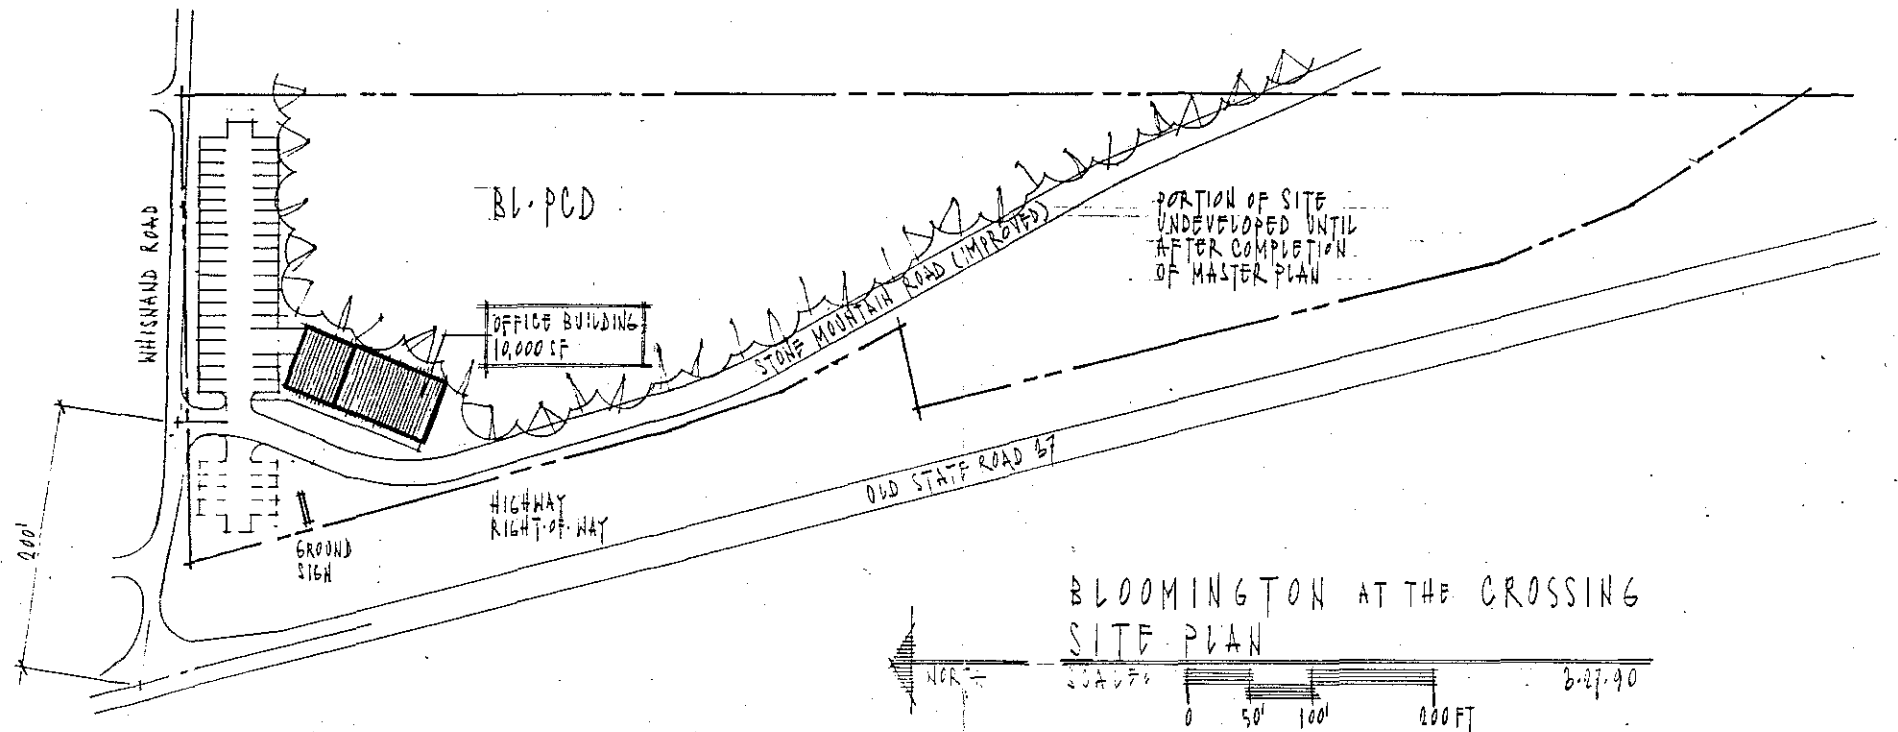 WHISNAND ROAD
BL·PCD
OFFICE BUILDING
10,000 SF
STONE MOUNTAIN ROAD (IMPROVED)
PORTION OF SITE
UNDEVELOPED UNTIL
AFTER COMPLETION
OF MASTER PLAN
200'
GROUND
SIGN
HIGHWAY
RIGHT-OF-WAY
OLD STATE ROAD 37
BLOOMINGTON AT THE CROSSING
SITE PLAN
NORTH
SCALE:
3·27·90
0 50' 100' 200 FT